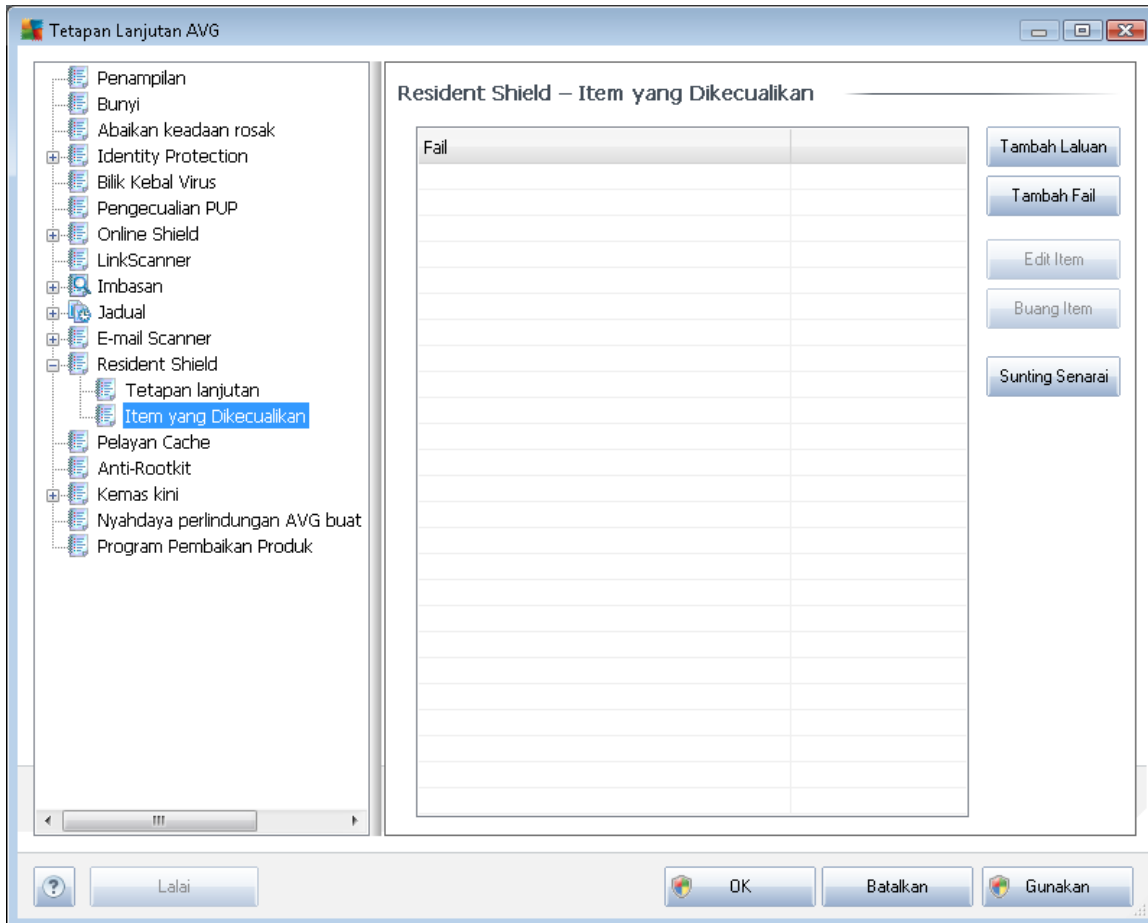 Tetapan Lanjutan AVG
Penampilan
Bunyi
Abaikan keadaan rosak
Identity Protection
Bilik Kebal Virus
Pengecualian PUP
Online Shield
LinkScanner
Imbasan
Jadual
E-mail Scanner
Resident Shield
Tetapan lanjutan
Item yang Dikecualikan
Pelayan Cache
Anti-Rootkit
Kemas kini
Nyahdaya perlindungan AVG buat
Program Pembaikan Produk
Resident Shield – Item yang Dikecualikan
Fail
Tambah Laluan
Tambah Fail
Edit Item
Buang Item
Sunting Senarai
?
Lalai
OK
Batalkan
Gunakan